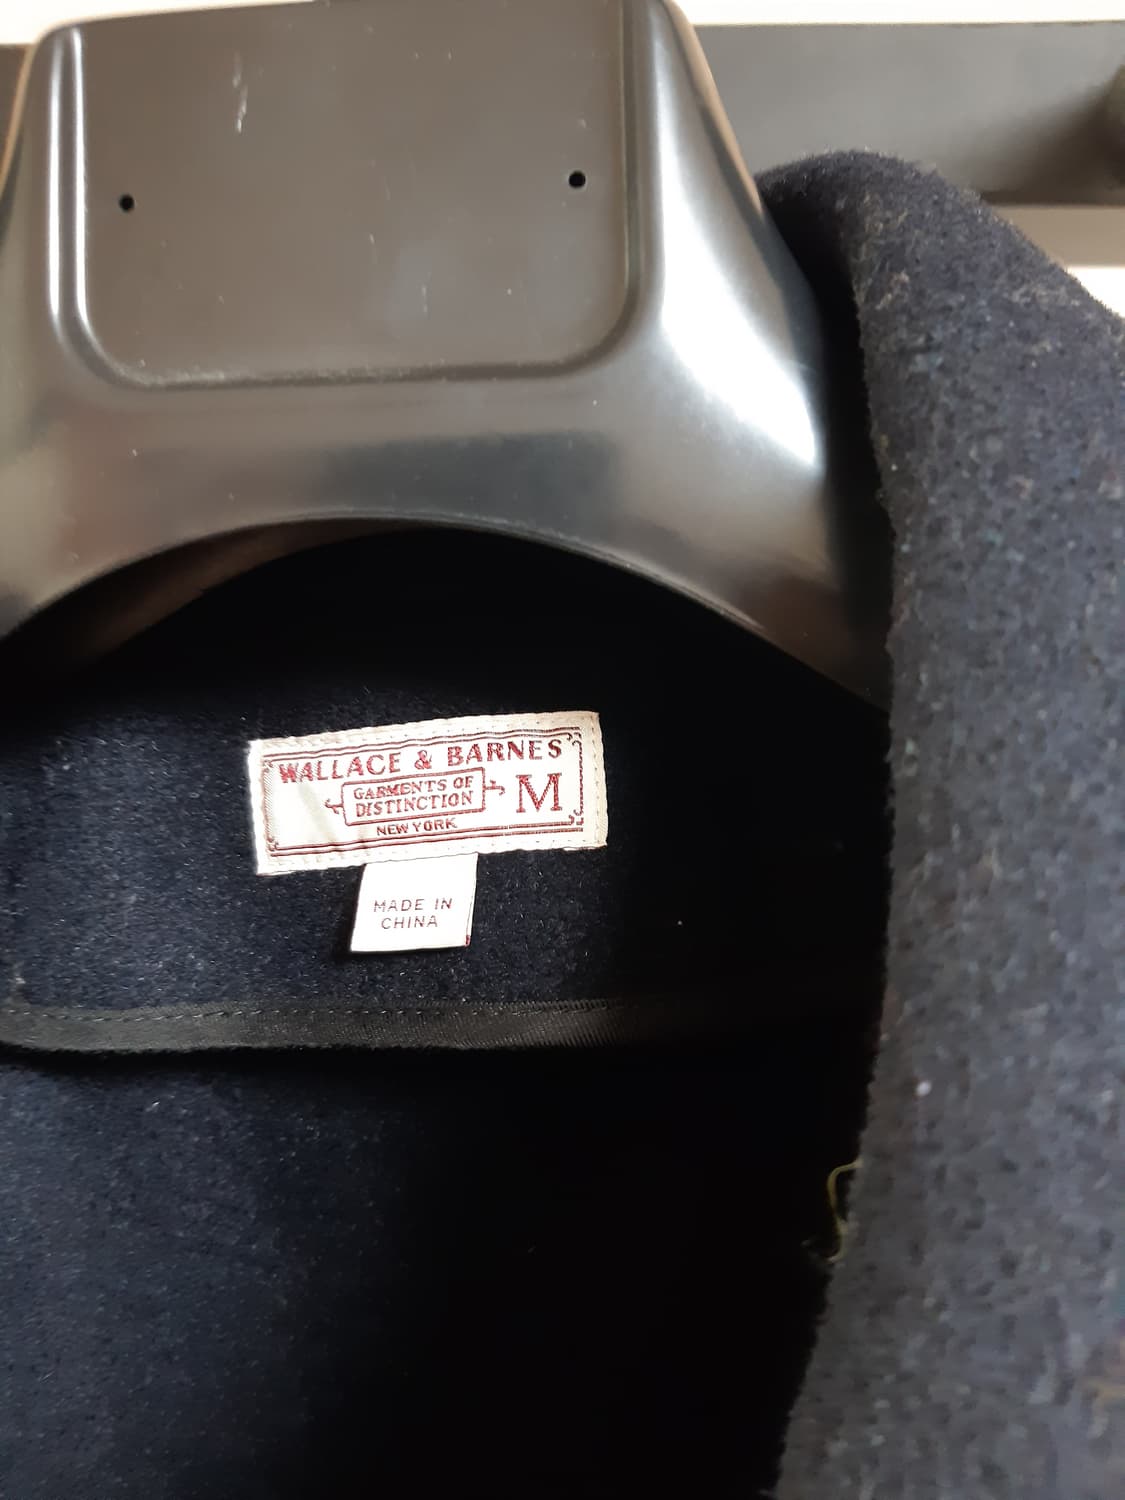 WALLACE & BARNES
GARMENTS OF
DISTINCTION
M
NEW YORK
MADE IN
CHINA